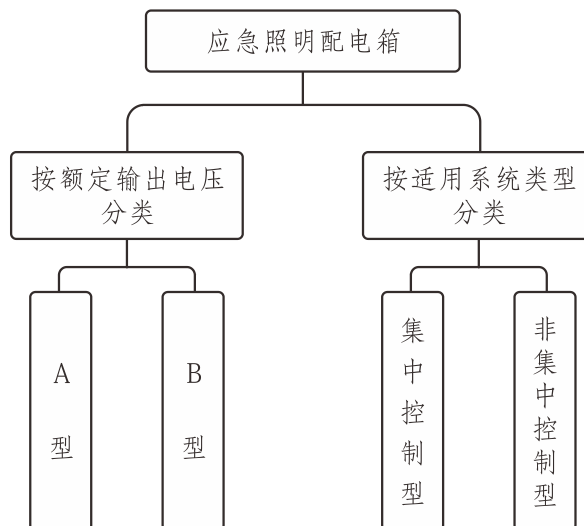 应急照明配电箱
按额定输出电压
分类
按适用系统类型
分类
A型
B型
集中控制型
非集中控制型